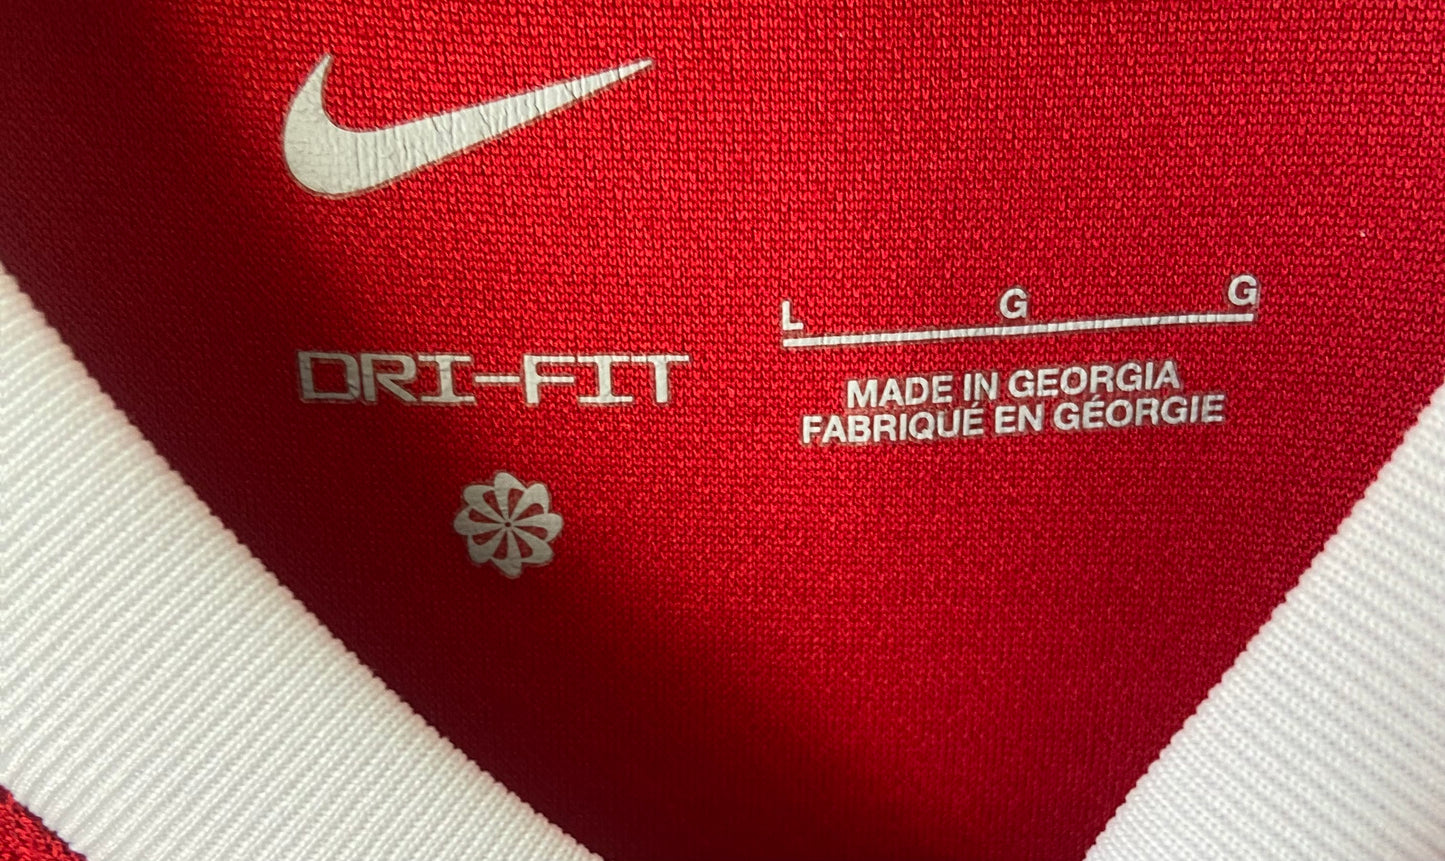 DRI-FIT
L G G
MADE IN GEORGIA
FABRIQUÉ EN GÉORGIE